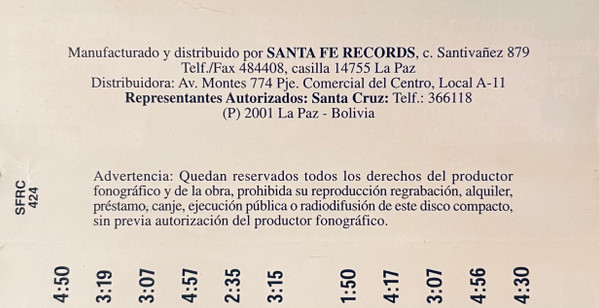 Manufacturado y distribuido por SANTA FE RECORDS, c. Santivañez 879
Telf./Fax 484408, casilla 14755 La Paz
Distribuidora: Av. Montes 774 Pje. Comercial del Centro, Local A-11
Representantes Autorizados: Santa Cruz: Telf.: 366118
(P) 2001 La Paz - Bolivia
Advertencia: Quedan reservados todos los derechos del productor
fonográfico y de la obra, prohibida su reproducción regrabación, alquiler,
préstamo, canje, ejecución pública o radiodifusion de este disco compacto,
sin previa autorización del productor fonográfico.
SFRC
424
4:50
3:19
3:07
4:57
2:35
3:15
1:50
4:17
3:07
4:56
4:30